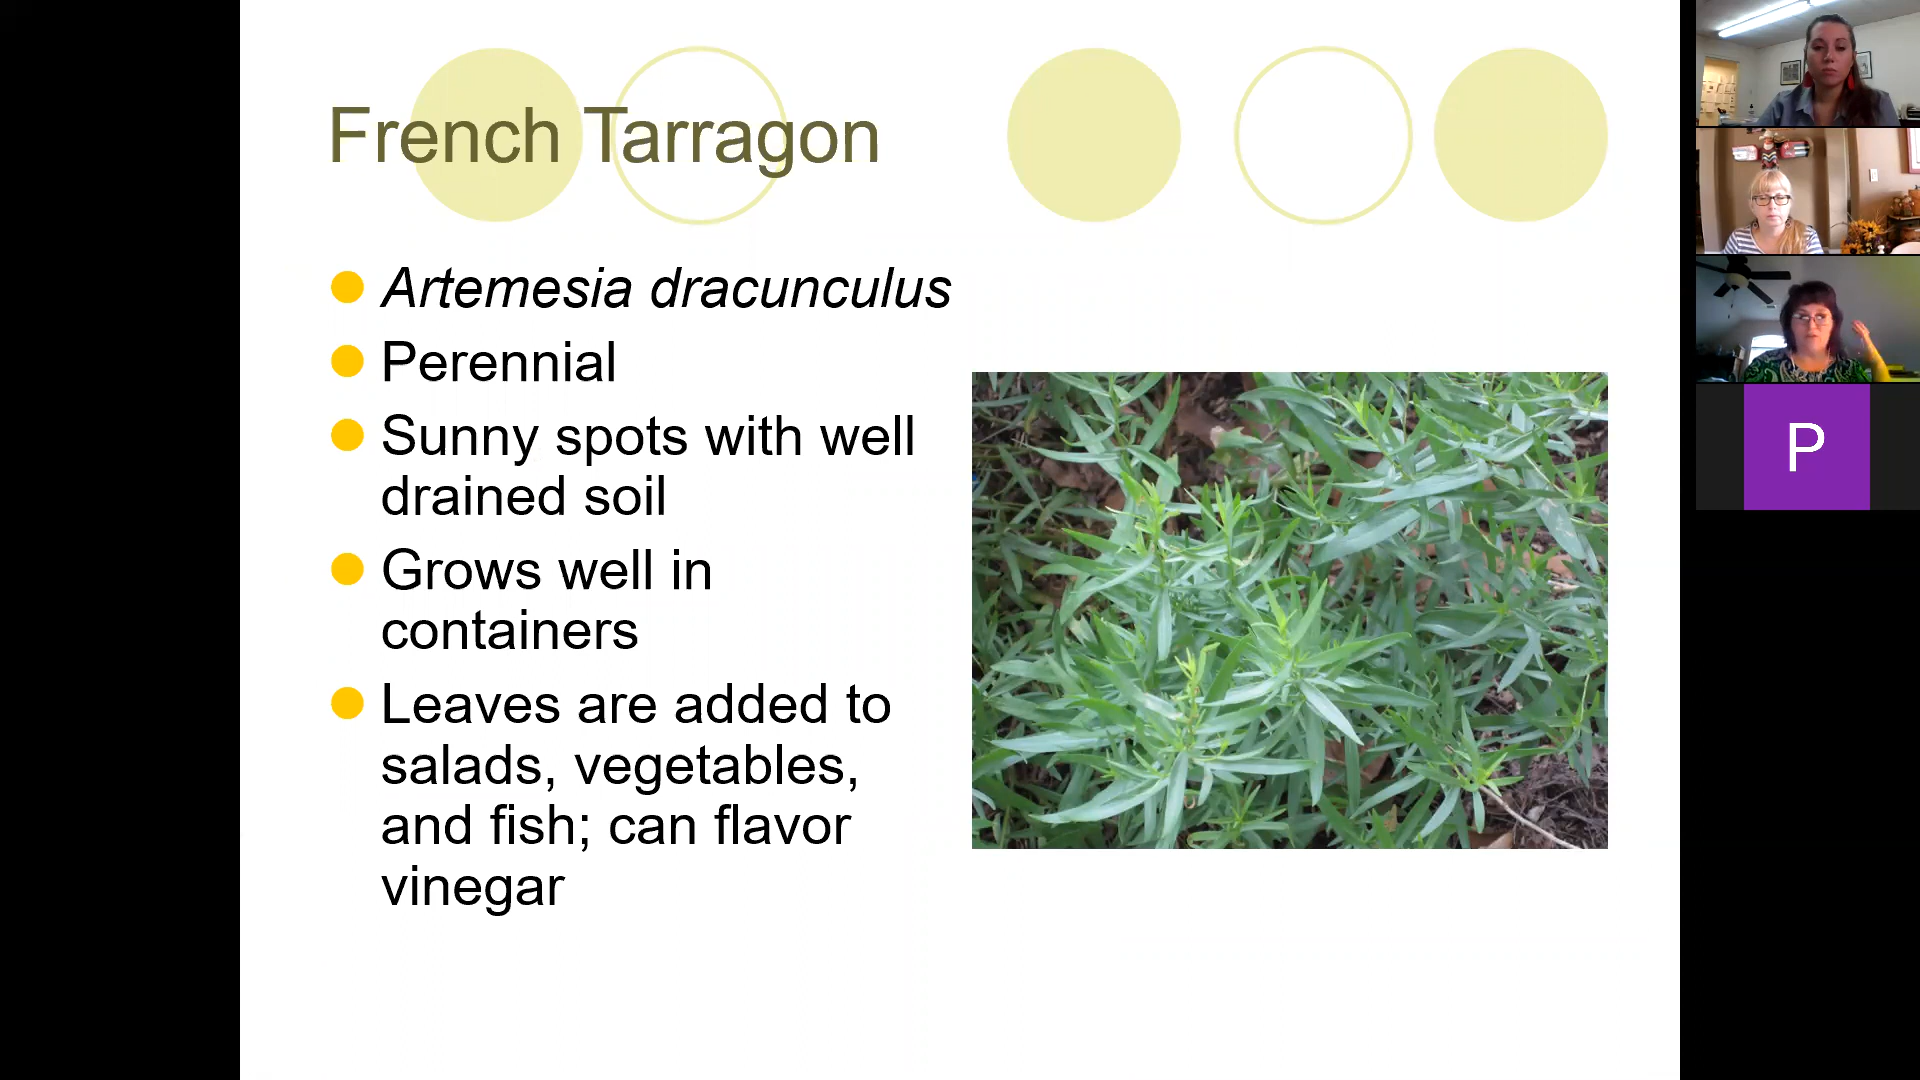 French Tarragon
Artemesia dracunculus
Perennial
Sunny spots with well
drained soil
Grows well in
containers
Leaves are added to
salads, vegetables,
and fish; can flavor
vinegar
P